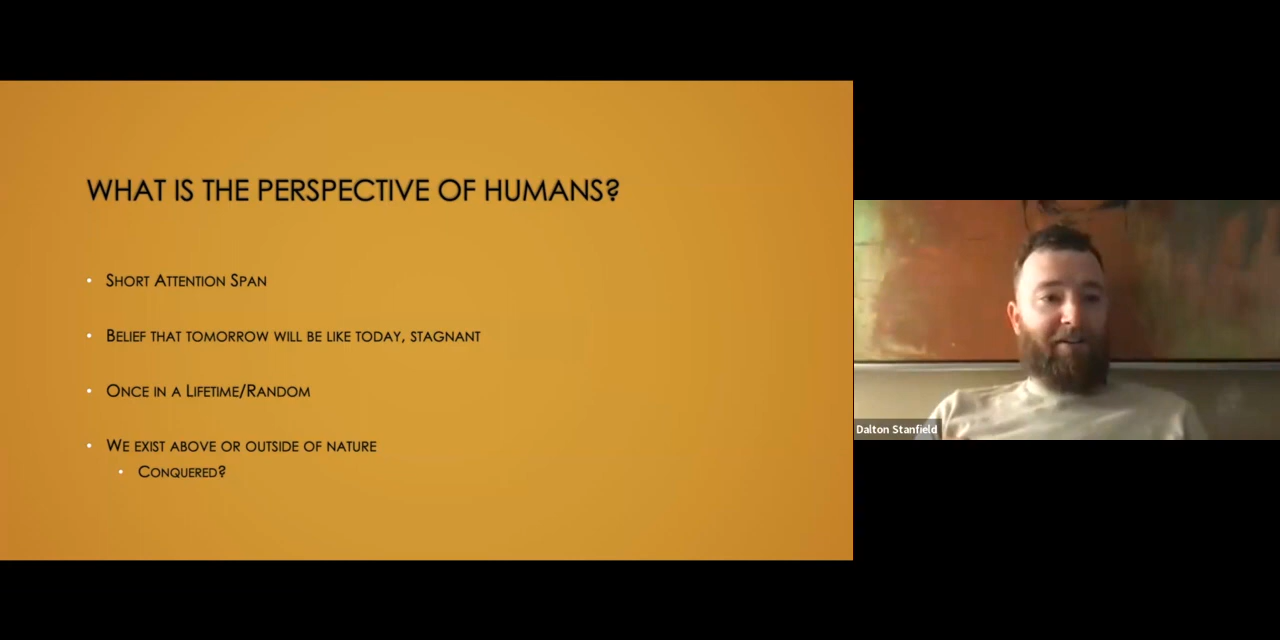 WHAT IS THE PERSPECTIVE OF HUMANS?
• SHORT ATTENTION SPAN
• BELIEF THAT TOMORROW WILL BE LIKE TODAY, STAGNANT
• ONCE IN A LIFETIME/RANDOM
• WE EXIST ABOVE OR OUTSIDE OF NATURE
• CONQUERED?
Dalton Stanfield